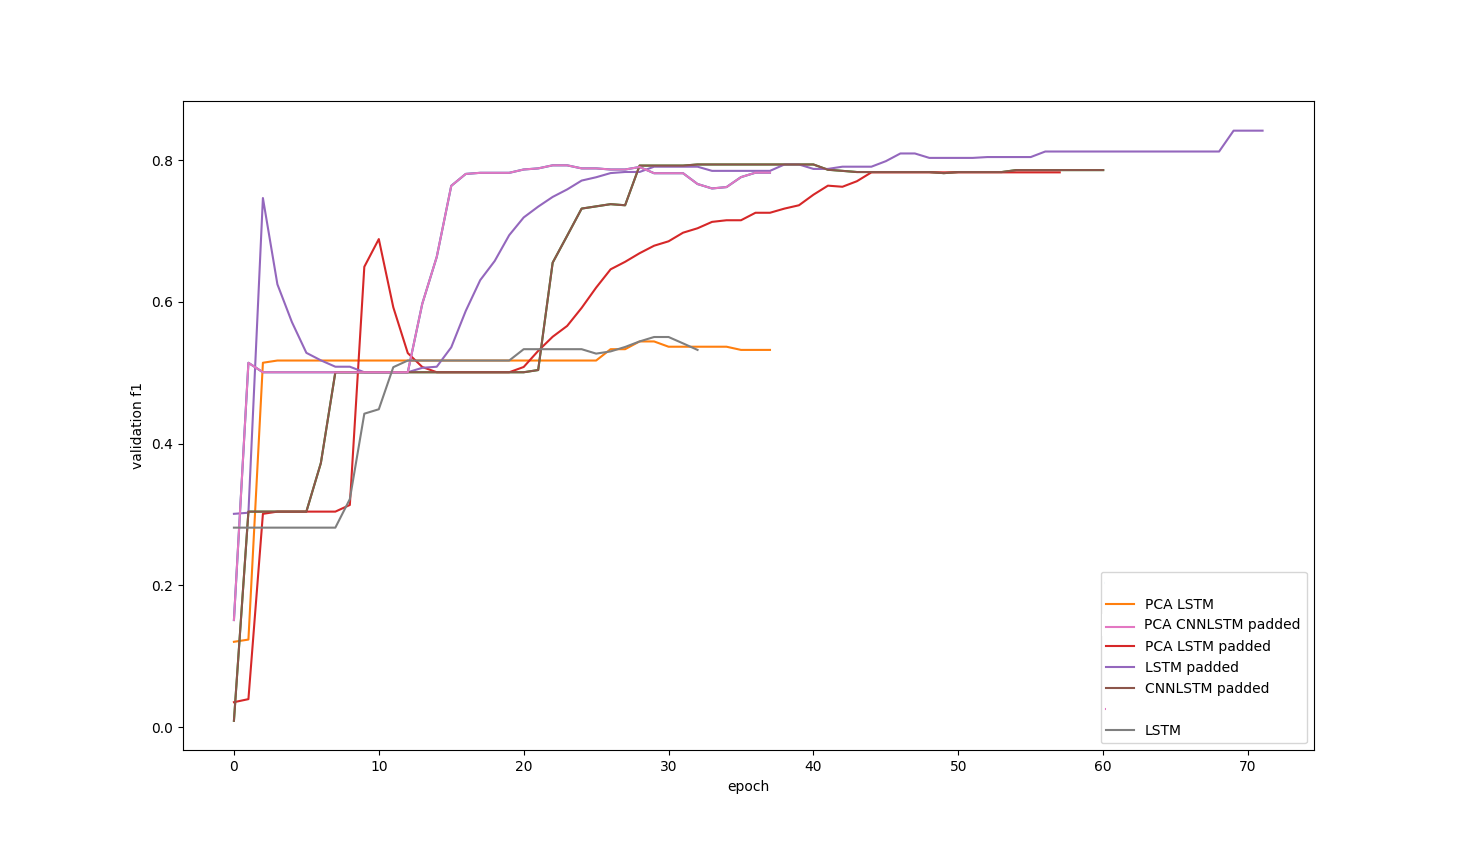 0.8
0.6
0.4
0.2
0.0
validation f1
0 10 20 30 40 50 60 70
epoch
PCA LSTM
PCA CNNLSTM padded
PCA LSTM padded
LSTM padded
CNNLSTM padded
LSTM